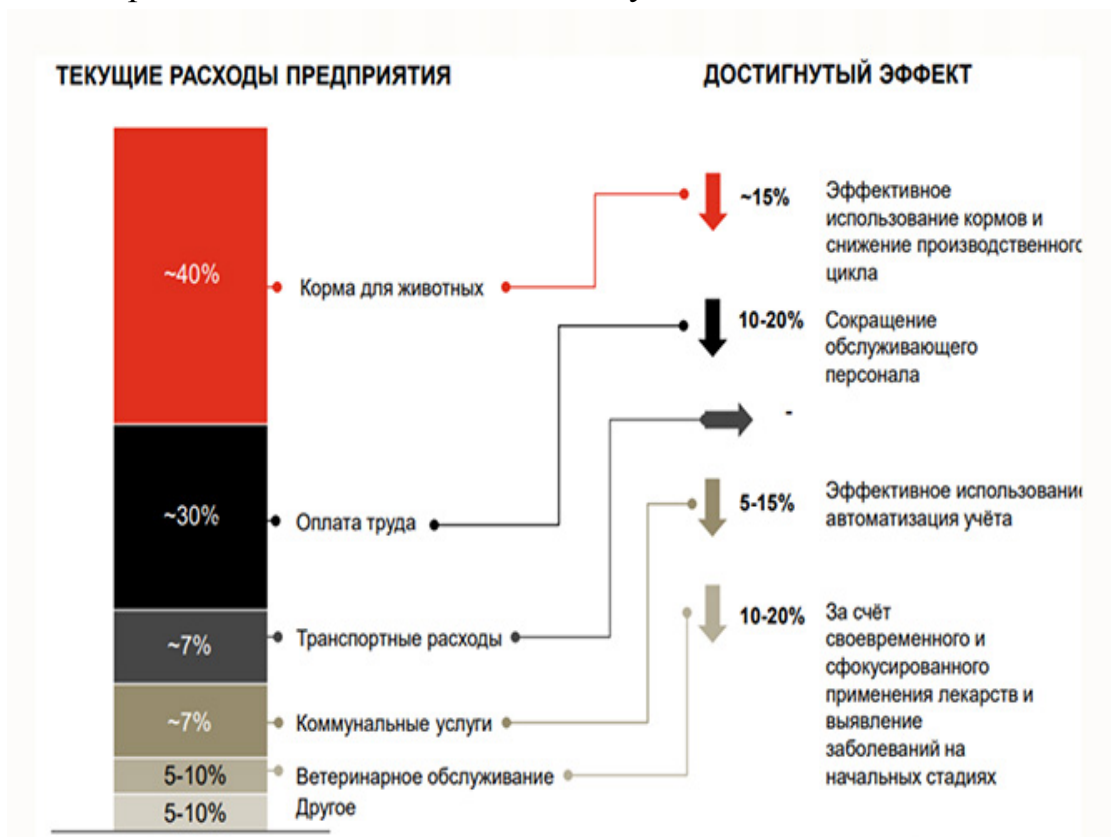 ТЕКУЩИЕ РАСХОДЫ ПРЕДПРИЯТИЯ
~40%
Корма для животных
~30%
Оплата труда
~7%
Транспортные расходы
~7%
Коммунальные услуги
5-10%
Ветеринарное обслуживание
5-10%
Другое
ДОСТИГНУТЫЙ ЭФФЕКТ
~15%
Эффективное
использование кормов и
снижение производственного
цикла
10-20%
Сокращение
обслуживающего
персонала
-
5-15%
Эффективное использование
автоматизация учёта
10-20%
За счёт
своевременного и
сфокусированного
применения лекарств и
выявление
заболеваний на
начальных стадиях